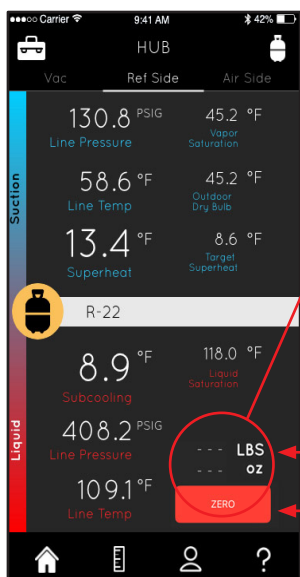 Carrier 9:41 AM 42%
HUB
Vac Ref Side Air Side
130.8 PSIG 45.2 °F
Line Pressure Vapor
Saturation
58.6 °F 45.2 °F
Line Temp Outdoor
Dry Bulb
13.4 °F 8.6 °F
Superheat Target
Superheat
Suction
R-22
8.9 °F 118.0 °F
Subcooling Liquid
Saturation
408.2 PSIG
Line Pressure
--- LBS
--- oz
109.1 °F
Line Temp
ZERO
Liquid
?